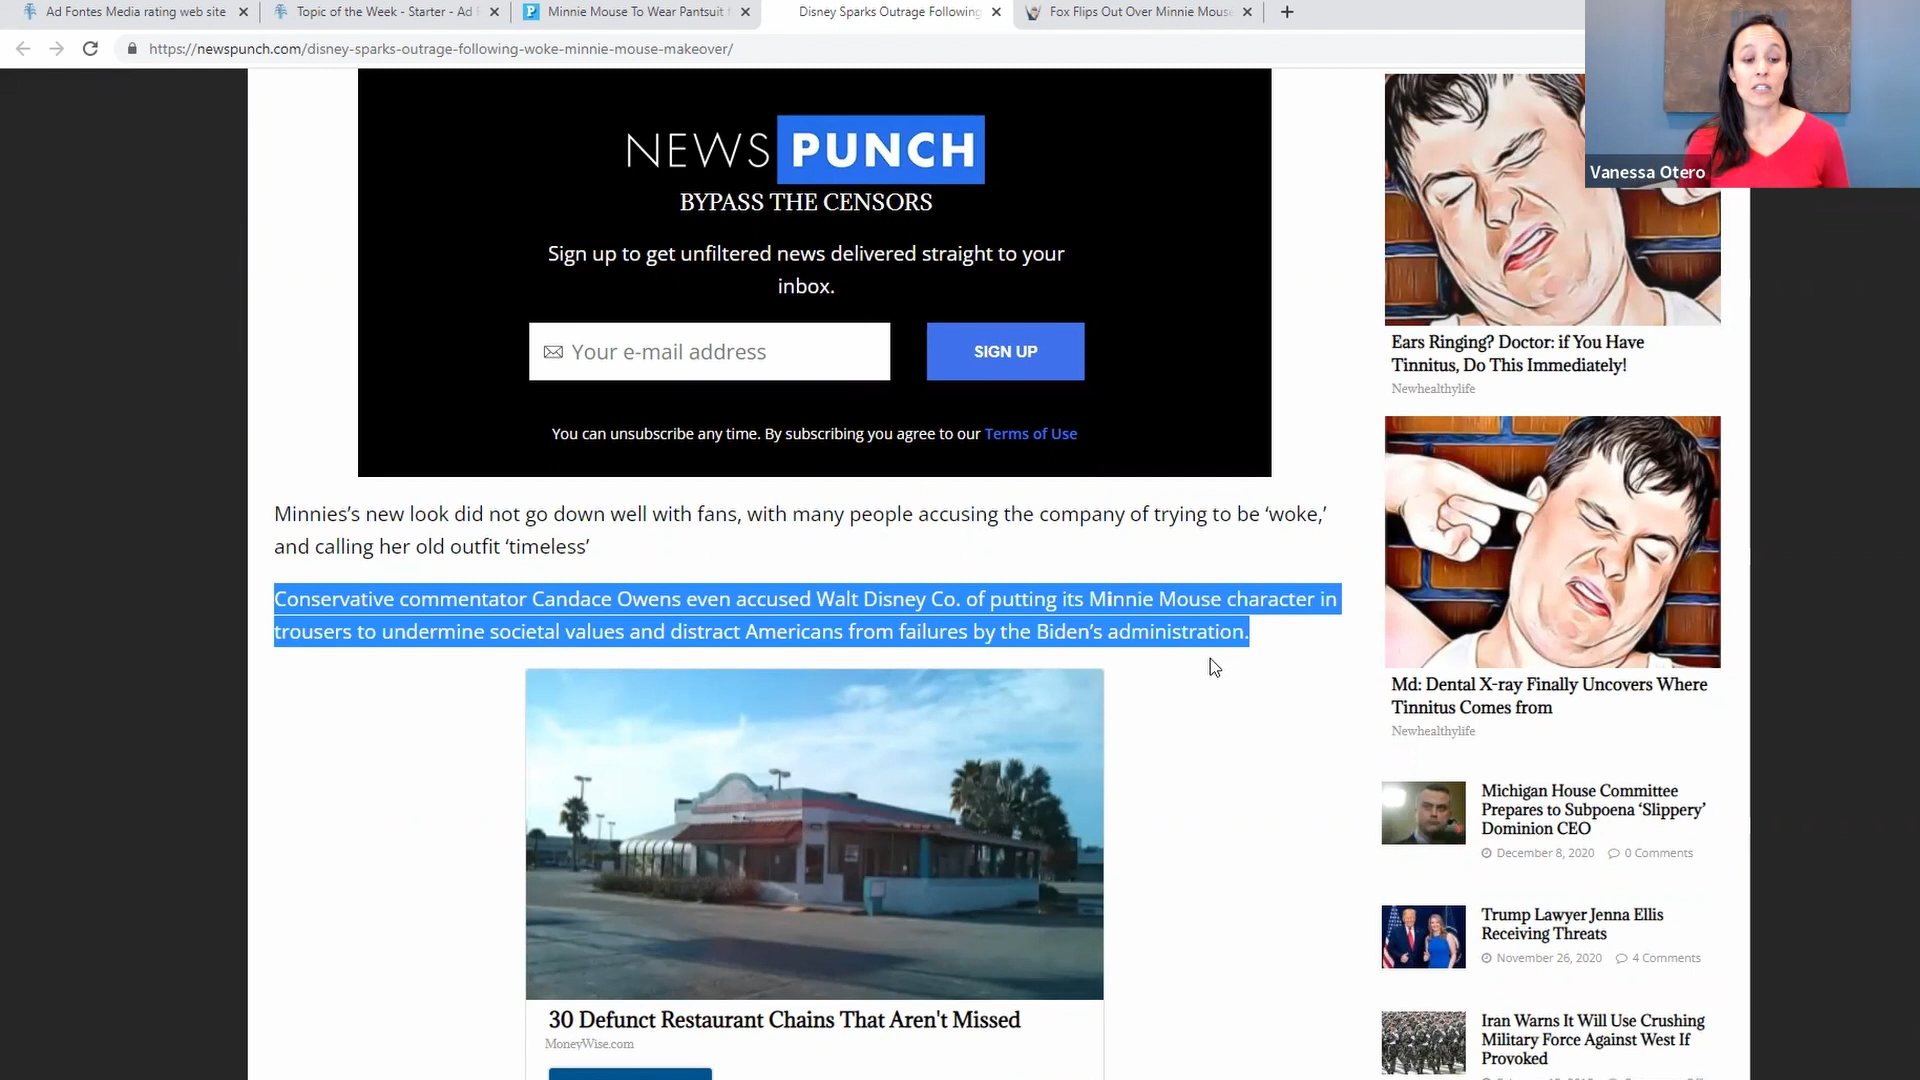 Ad Fontes Media rating web site
Topic of the Week - Starter - Ad F
Minnie Mouse To Wear Pantsuit f
Disney Sparks Outrage Following
Fox Flips Out Over Minnie Mouse
https://newspunch.com/disney-sparks-outrage-following-woke-minnie-mouse-makeover/
Vanessa Otero
NEWS PUNCH
BYPASS THE CENSORS
Sign up to get unfiltered news delivered straight to your
inbox.
Your e-mail address
SIGN UP
You can unsubscribe any time. By subscribing you agree to our Terms of Use
Minnies’s new look did not go down well with fans, with many people accusing the company of trying to be ‘woke,’
and calling her old outfit ‘timeless’
Conservative commentator Candace Owens even accused Walt Disney Co. of putting its Minnie Mouse character in
trousers to undermine societal values and distract Americans from failures by the Biden’s administration.
30 Defunct Restaurant Chains That Aren't Missed
MoneyWise.com
Ears Ringing? Doctor: if You Have
Tinnitus, Do This Immediately!
Newhealthylife
Md: Dental X-ray Finally Uncovers Where
Tinnitus Comes from
Newhealthylife
Michigan House Committee
Prepares to Subpoena ‘Slippery’
Dominion CEO
December 8, 2020 0 Comments
Trump Lawyer Jenna Ellis
Receiving Threats
November 26, 2020 4 Comments
Iran Warns It Will Use Crushing
Military Force Against West If
Provoked